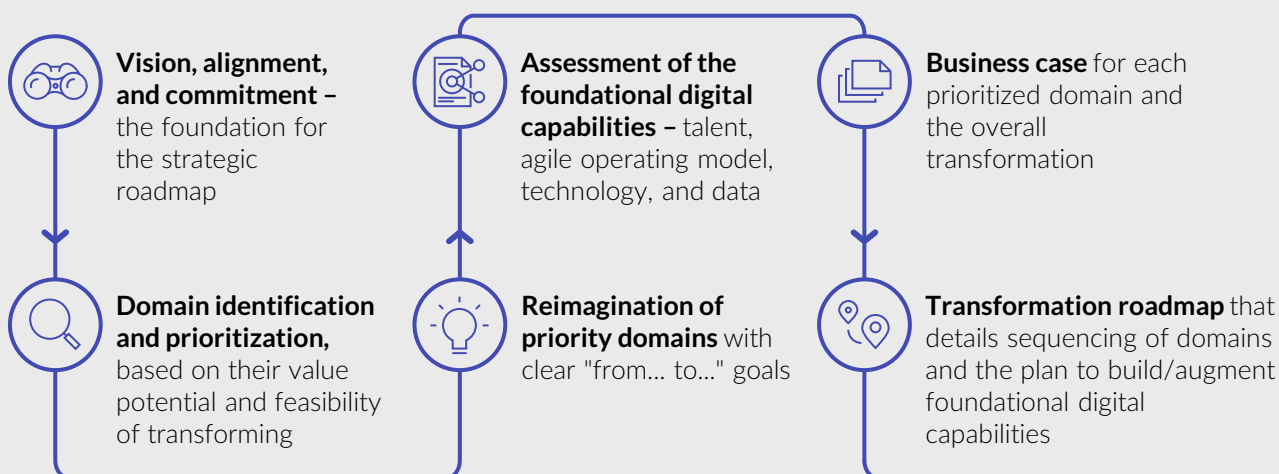 Vision, alignment,
and commitment –
the foundation for
the strategic
roadmap
Domain identification
and prioritization,
based on their value
potential and feasibility
of transforming
Reimagination of
priority domains with
clear "from... to..." goals
Assessment of the
foundational digital
capabilities – talent,
agile operating model,
technology, and data
Business case for each
prioritized domain and
the overall
transformation
Transformation roadmap that
details sequencing of domains
and the plan to build/augment
foundational digital
capabilities